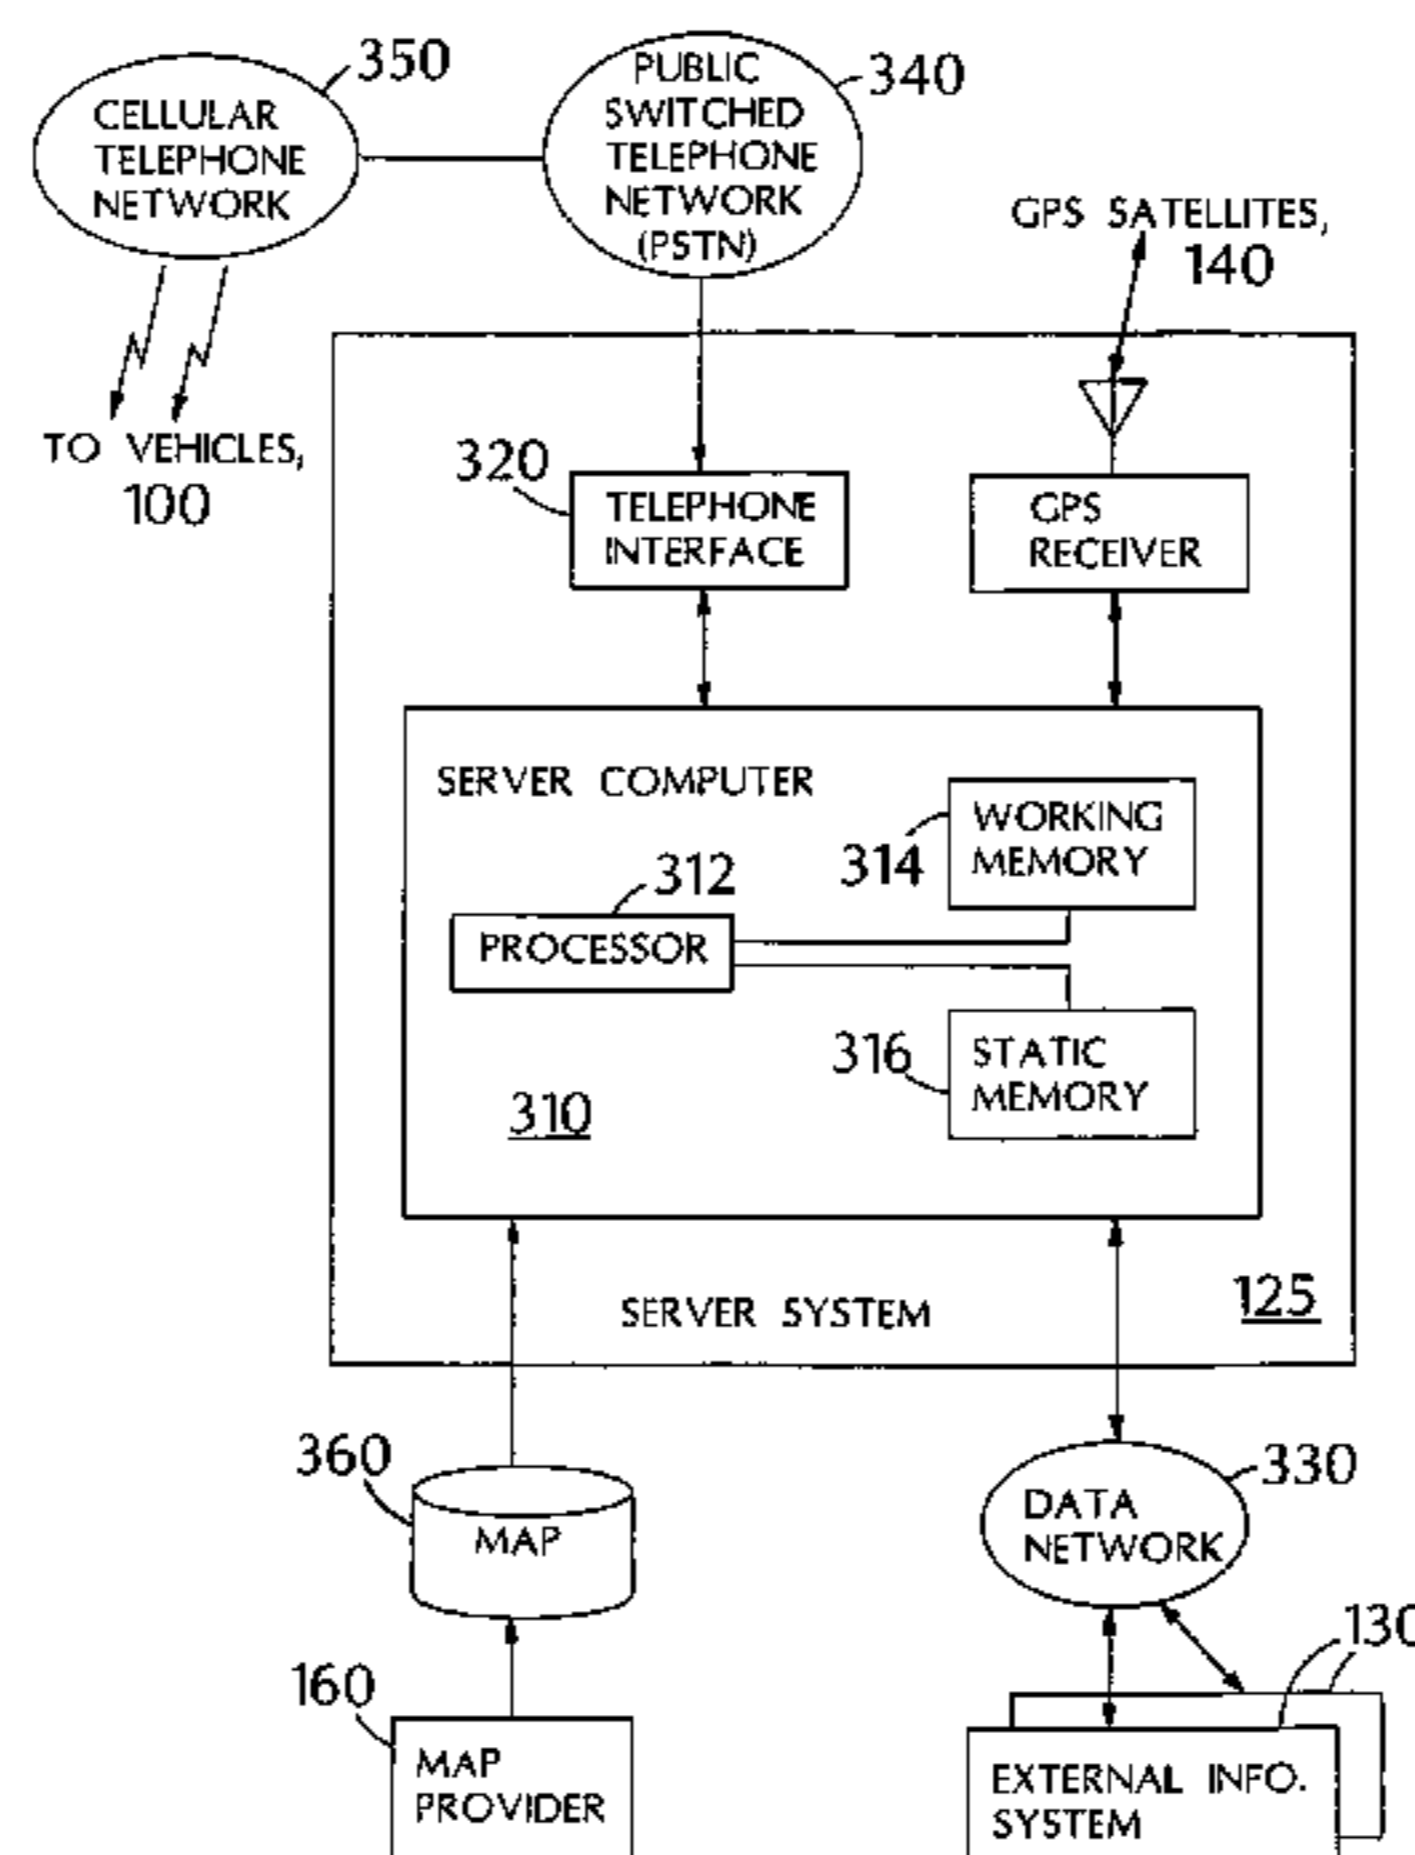 350
CELLULAR
TELEPHONE
NETWORK
PUBLIC
SWITCHED
TELEPHONE
NETWORK
(PSTN)
340
GPS SATELLITES,
140
TO VEHICLES,
100
320
TELEPHONE
INTERFACE
GPS
RECEIVER
SERVER COMPUTER
WORKING
MEMORY
314
312
PROCESSOR
316
STATIC
MEMORY
310
SERVER SYSTEM
125
360
MAP
330
DATA
NETWORK
130
160
MAP
PROVIDER
EXTERNAL INFO.
SYSTEM